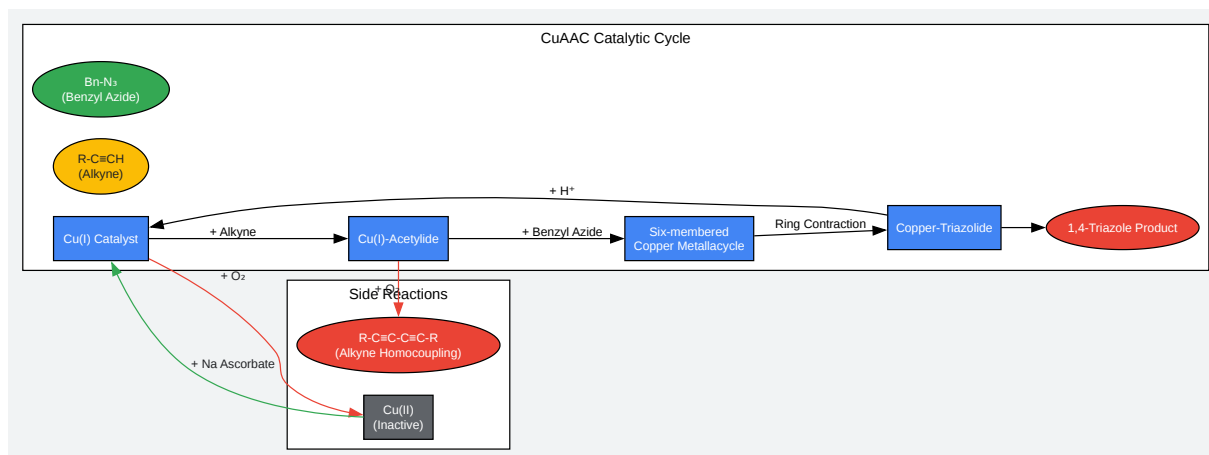 CuAAC Catalytic Cycle
Bn-N₃
(Benzyl Azide)
R-C≡CH
(Alkyne)
+ H⁺
Cu(I) Catalyst
+ Alkyne
Cu(I)-Acetylide
+ Benzyl Azide
Six-membered
Copper Metallacycle
Ring Contraction
Copper-Triazolide
1,4-Triazole Product
+ O₂
+ O₂
Side Reactions
R-C≡C-C≡C-R
(Alkyne Homocoupling)
+ Na Ascorbate
Cu(II)
(Inactive)